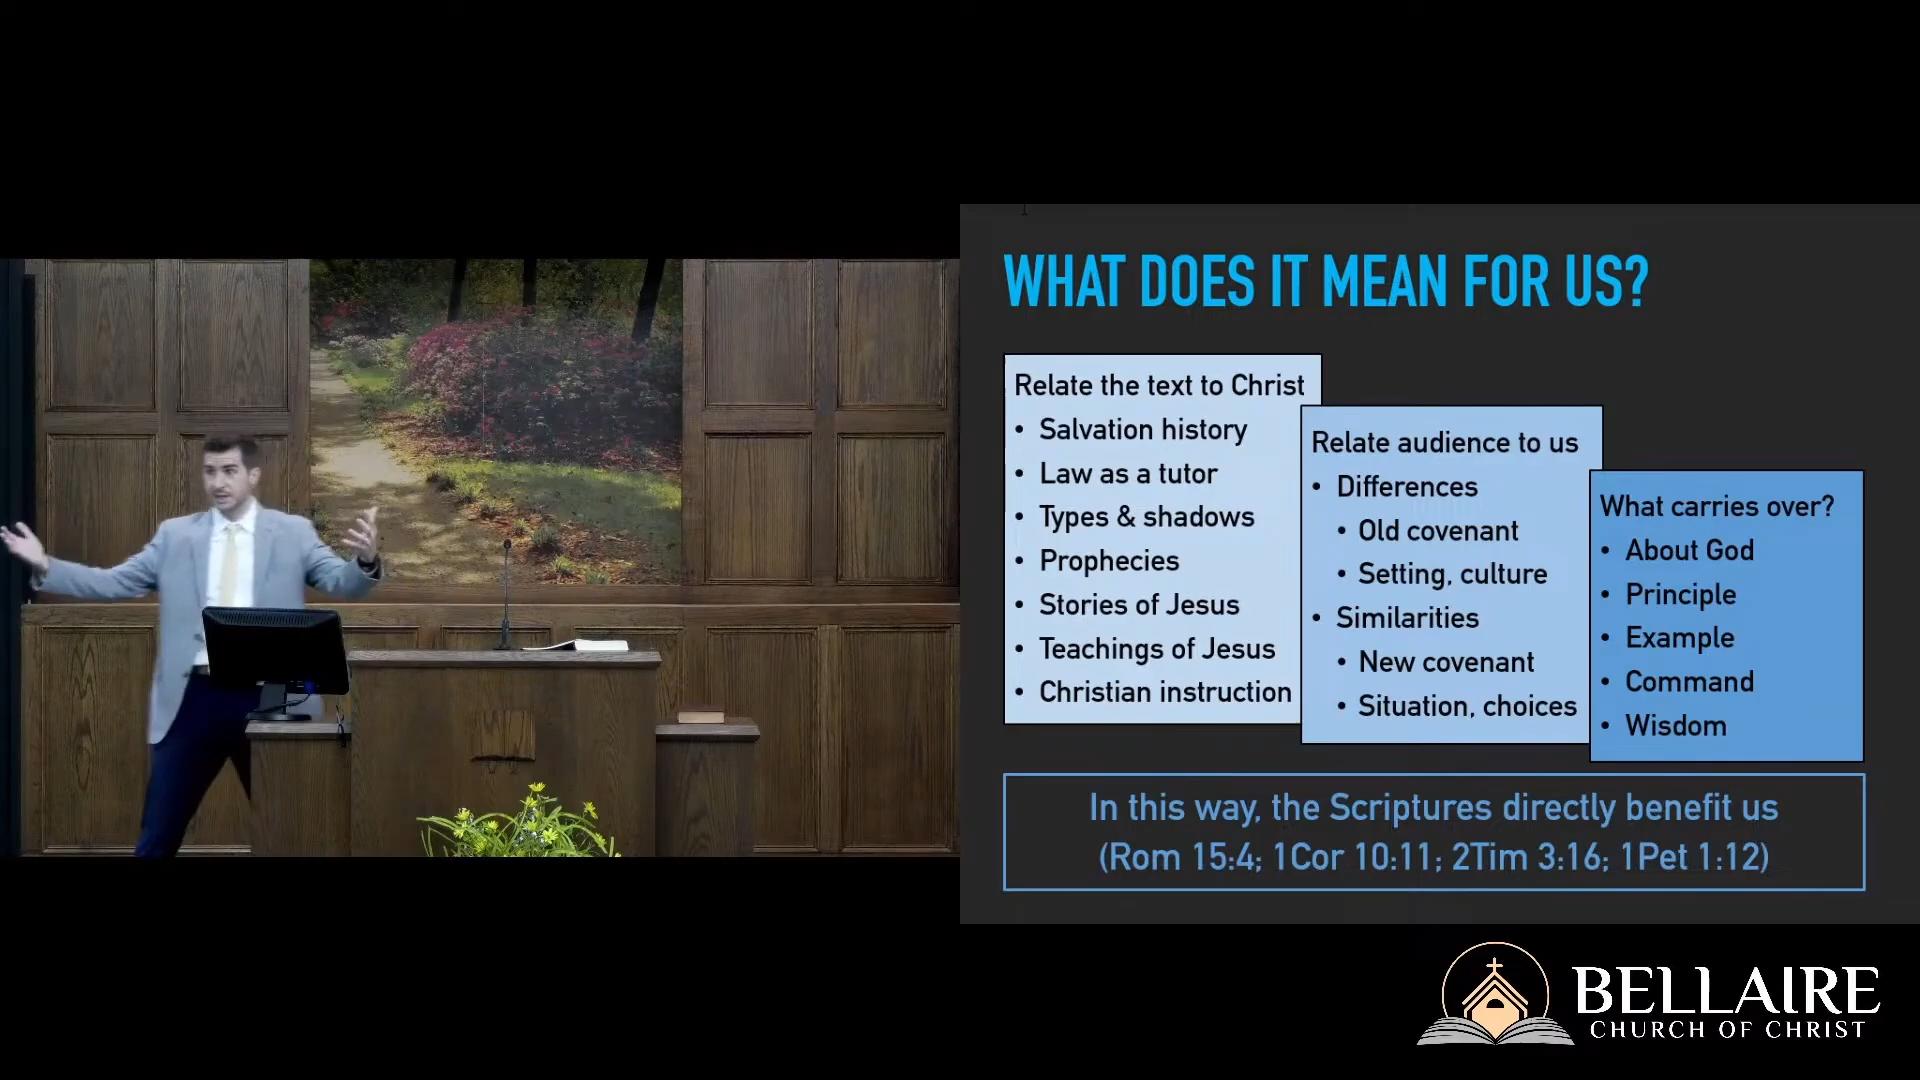 WHAT DOES IT MEAN FOR US?
Relate the text to Christ
• Salvation history
• Law as a tutor
• Types & shadows
• Prophecies
• Stories of Jesus
• Teachings of Jesus
• Christian instruction
Relate audience to us
• Differences
• Old covenant
• Setting, culture
• Similarities
• New covenant
• Situation, choices
What carries over?
• About God
• Principle
• Example
• Command
• Wisdom
In this way, the Scriptures directly benefit us
(Rom 15:4; 1Cor 10:11; 2Tim 3:16; 1Pet 1:12)
BELLAIRE
CHURCH OF CHRIST